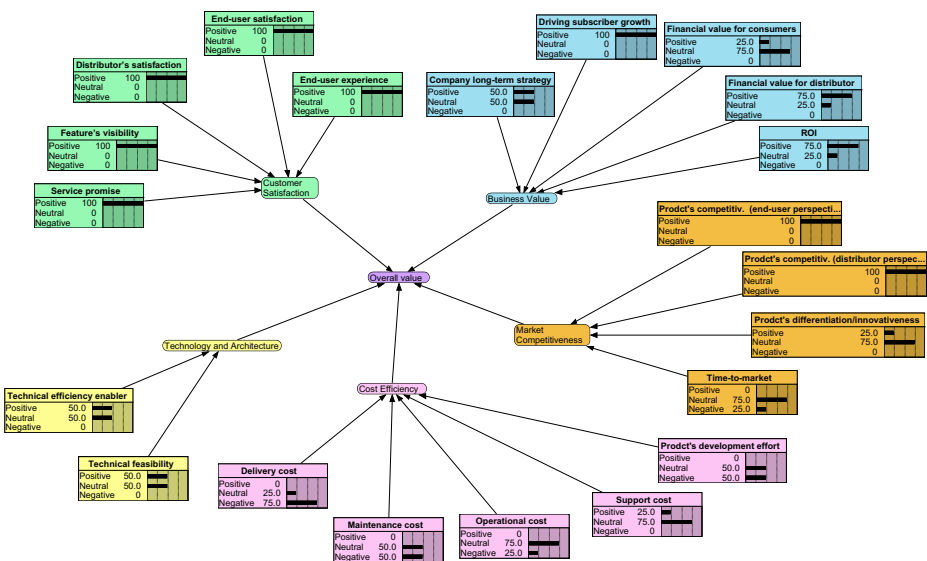 End-user satisfaction
Positive 100
Neutral 0
Negative 0
Driving subscriber growth
Positive 100
Neutral 0
Negative 0
Financial value for consumers
Positive 25.0
Neutral 75.0
Negative 0
Distributor's satisfaction
Positive 100
Neutral 0
Negative 0
End-user experience
Positive 100
Neutral 0
Negative 0
Company long-term strategy
Positive 50.0
Neutral 50.0
Negative 0
Financial value for distributor
Positive 75.0
Neutral 25.0
Negative 0
Feature's visibility
Positive 100
Neutral 0
Negative 0
ROI
Positive 75.0
Neutral 25.0
Negative 0
Service promise
Positive 100
Neutral 0
Negative 0
Customer
Satisfaction
Business Value
Prodct's competitiv. (end-user perspecti...
Positive 100
Neutral 0
Negative 0
Prodct's competitiv. (distributor perspec...
Positive 100
Neutral 0
Negative 0
Overall value
Prodct's differentiation/innovativeness
Positive 25.0
Neutral 75.0
Negative 0
Market
Competitiveness
Technology and Architecture
Time-to-market
Positive 0
Neutral 75.0
Negative 25.0
Cost Efficiency
Technical efficiency enabler
Positive 50.0
Neutral 50.0
Negative 0
Prodct's development effort
Positive 0
Neutral 50.0
Negative 50.0
Technical feasibility
Positive 50.0
Neutral 50.0
Negative 0
Delivery cost
Positive 0
Neutral 25.0
Negative 75.0
Support cost
Positive 25.0
Neutral 75.0
Negative 0
Maintenance cost
Positive 0
Neutral 50.0
Negative 50.0
Operational cost
Positive 0
Neutral 75.0
Negative 25.0